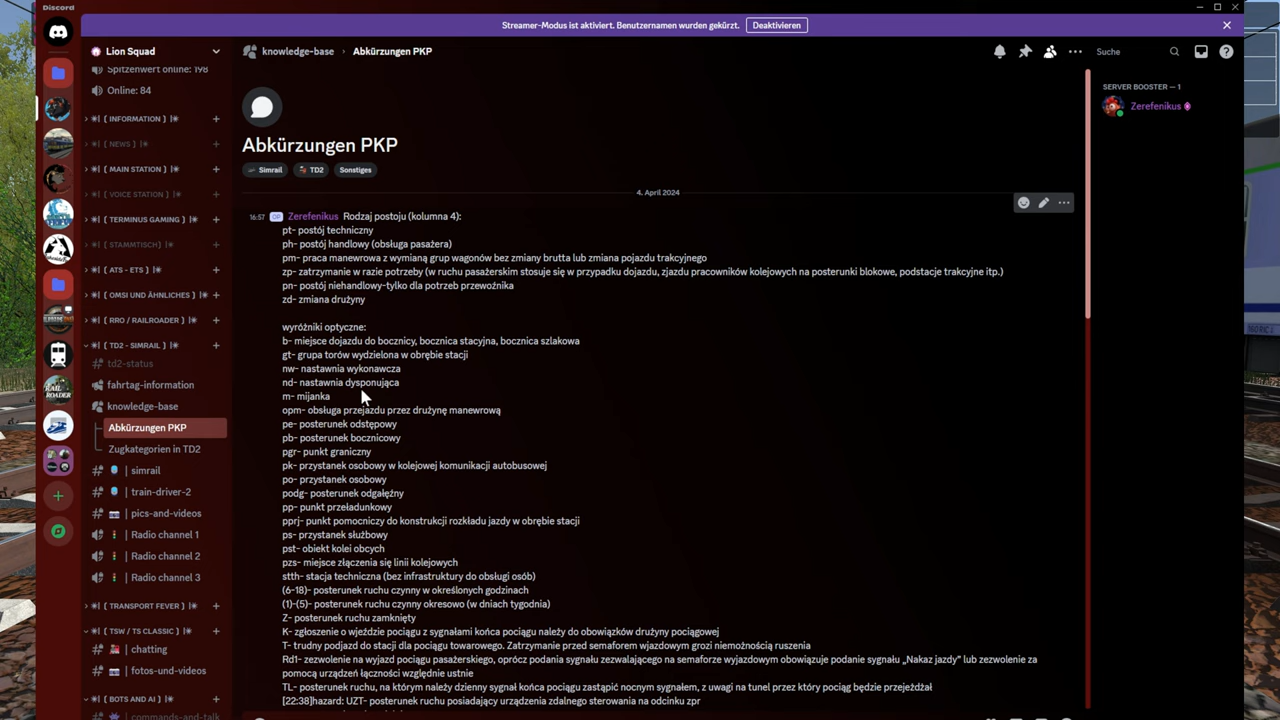 Discord
Streamer-Modus ist aktiviert. Benutzernamen wurden gekürzt.
Deaktivieren
Lion Squad
knowledge-base › Abkürzungen PKP
Suche
Spitzenwert online: 198
Online: 84
( INFORMATION )
( NEWS )
( MAIN STATION )
( VOICE STATION )
( TERMINUS GAMING )
( STAMMTISCH )
( ATS - ETS )
( OMSI UND ÄHNLICHES )
( RRO / RAILROADER )
( TD2 - SIMRAIL )
td2-status
fahrtag-information
knowledge-base
Abkürzungen PKP
Zugkategorien in TD2
| simrail
| train-driver-2
| pics-and-videos
| Radio channel 1
| Radio channel 2
| Radio channel 3
( TRANSPORT FEVER )
( TSW / TS CLASSIC )
| chatting
| fotos-und-videos
( BOTS AND AI )
| commands-and-talk
Abkürzungen PKP
Simrail
TD2
Sonstiges
4. April 2024
16:57 OP Zerefenikus Rodzaj postoju (kolumna 4):
pt- postój techniczny
ph- postój handlowy (obsługa pasażera)
pm- praca manewrowa z wymianą grup wagonów bez zmiany brutta lub zmiana pojazdu trakcyjnego
zp- zatrzymanie w razie potrzeby (w ruchu pasażerskim stosuje się w przypadku dojazdu, zjazdu pracowników kolejowych na posterunki blokowe, podstacje trakcyjne itp.)
pn- postój niehandlowy-tylko dla potrzeb przewoźnika
zd- zmiana drużyny
wyróżniki optyczne:
b- miejsce dojazdu do bocznicy, bocznica stacyjna, bocznica szlakowa
gt- grupa torów wydzielona w obrębie stacji
nw- nastawnia wykonawcza
nd- nastawnia dysponująca
m- mijanka
opm- obsługa przejazdu przez drużynę manewrową
pe- posterunek odstępowy
pb- posterunek bocznicowy
pgr- punkt graniczny
pk- przystanek osobowy w kolejowej komunikacji autobusowej
po- przystanek osobowy
podg- posterunek odgałęźny
pp- punkt przeładunkowy
pprj- punkt pomocniczy do konstrukcji rozkładu jazdy w obrębie stacji
ps- przystanek służbowy
pst- obiekt kolei obcych
pzs- miejsce złączenia się linii kolejowych
stth- stacja techniczna (bez infrastruktury do obsługi osób)
(6-18)- posterunek ruchu czynny w określonych godzinach
(1)-(5)- posterunek ruchu czynny okresowo (w dniach tygodnia)
Z- posterunek ruchu zamknięty
K- zgłoszenie o wjeździe pociągu z sygnałami końca pociągu należy do obowiązków drużyny pociągowej
T- trudny podjazd do stacji dla pociągu towarowego. Zatrzymanie przed semaforem wjazdowym grozi niemożnością ruszenia
Rd1- zezwolenie na wyjazd pociągu pasażerskiego, oprócz podania sygnału zezwalającego na semaforze wyjazdowym obowiązuje podanie sygnału „Nakaz jazdy" lub zezwolenie za
pomocą urządzeń łączności względnie ustnie
TL- posterunek ruchu, na którym należy dzienny sygnał końca pociągu zastąpić nocnym sygnałem, z uwagi na tunel przez który pociąg będzie przejeżdżał
[22:38]hazard: UZT- posterunek ruchu posiadający urządzenia zdalnego sterowania na odcinku zpr
SERVER BOOSTER — 1
Zerefenikus